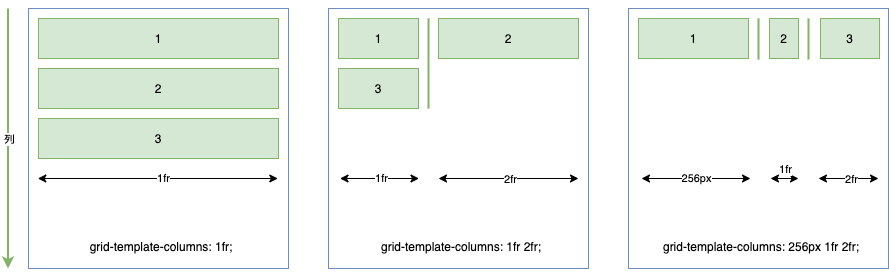 列
1
2
3
1fr
grid-template-columns: 1fr;
1
2
3
1fr
2fr
grid-template-columns: 1fr 2fr;
1
2
3
256px
1fr
2fr
grid-template-columns: 256px 1fr 2fr;